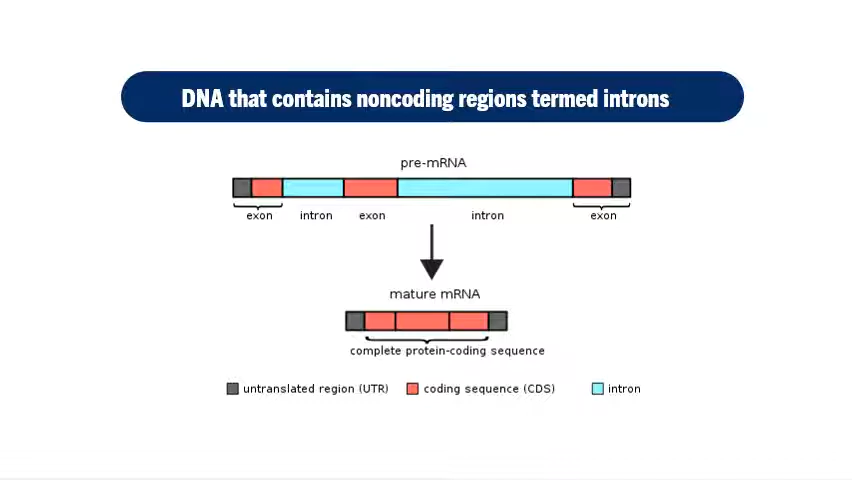 DNA that contains noncoding regions termed introns
pre-mRNA
exon intron exon intron exon
mature mRNA
complete protein-coding sequence
untranslated region (UTR) coding sequence (CDS) intron